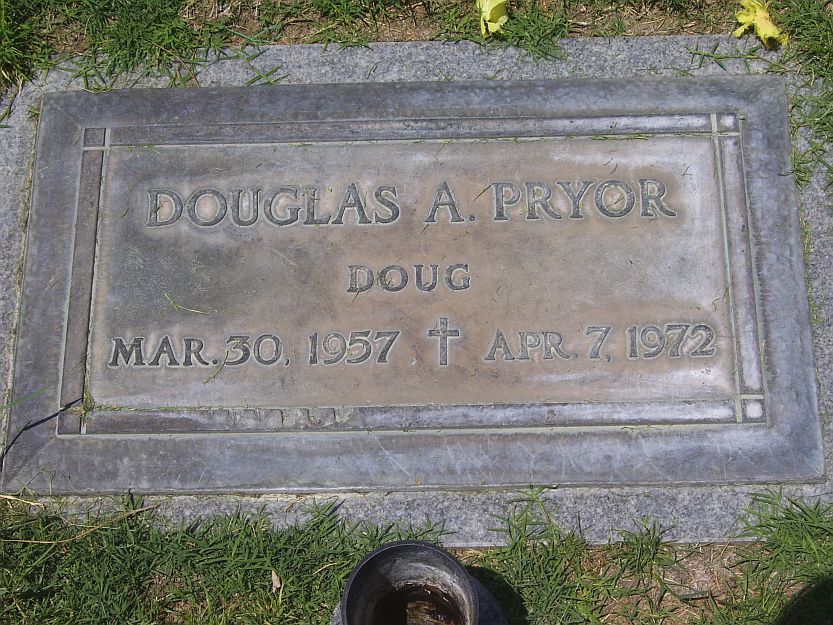 DOUGLAS A. PRYOR
DOUG
MAR. 30, 1957 APR. 7, 1972